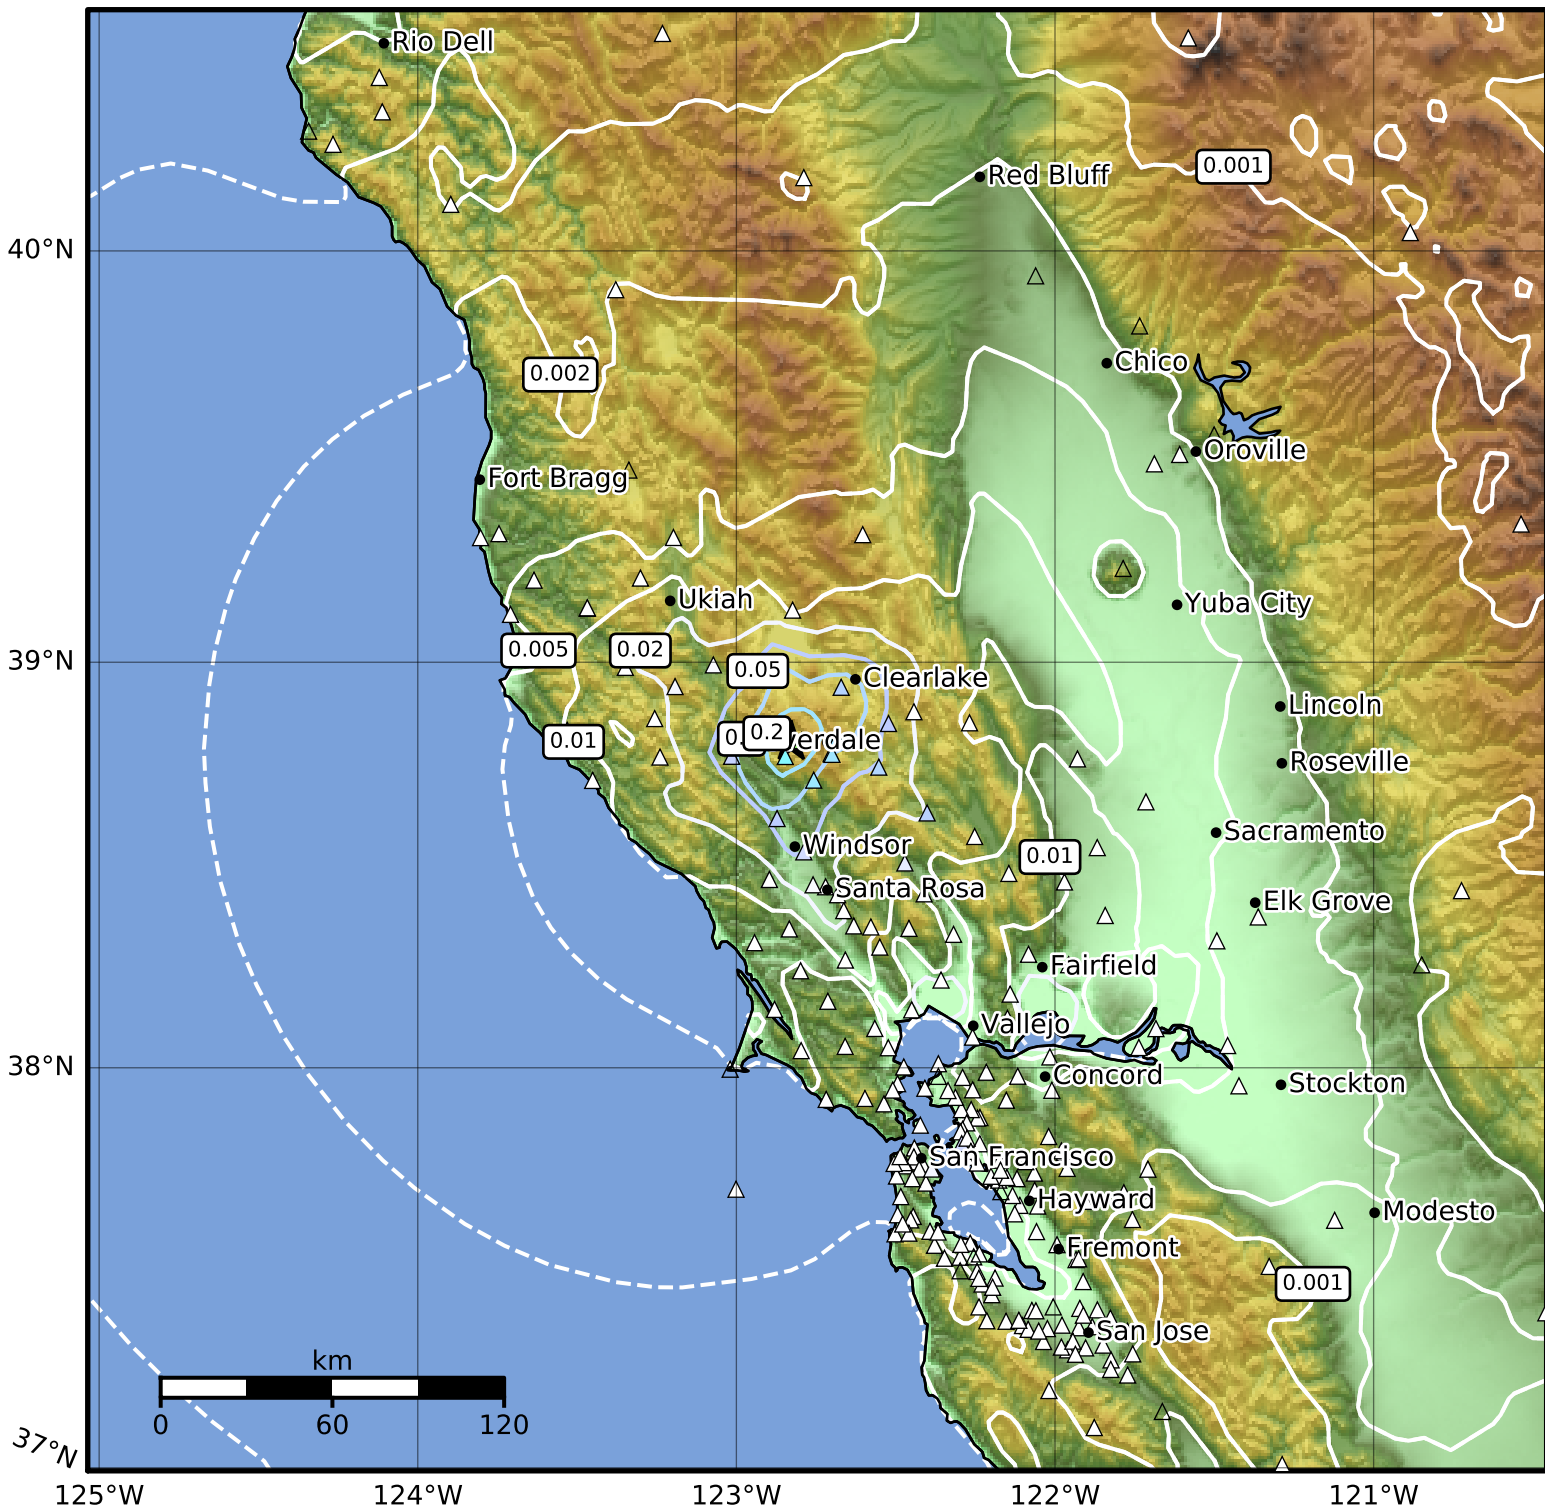 Rio Dell
0.001
Red Bluff
40°N
Chico
0.002
Oroville
Fort Bragg
Ukiah
Yuba City
0.005
0.02
39°N
0.05
Clearlake
Lincoln
0.01
0.2
verdale
Roseville
Sacramento
Windsor
0.01
Santa Rosa
Elk Grove
Fairfield
Vallejo
38°N
Concord
Stockton
San Francisco
Hayward
Modesto
Fremont
0.001
San Jose
km
0 60 120
37°N
125°W 124°W 123°W 122°W 121°W